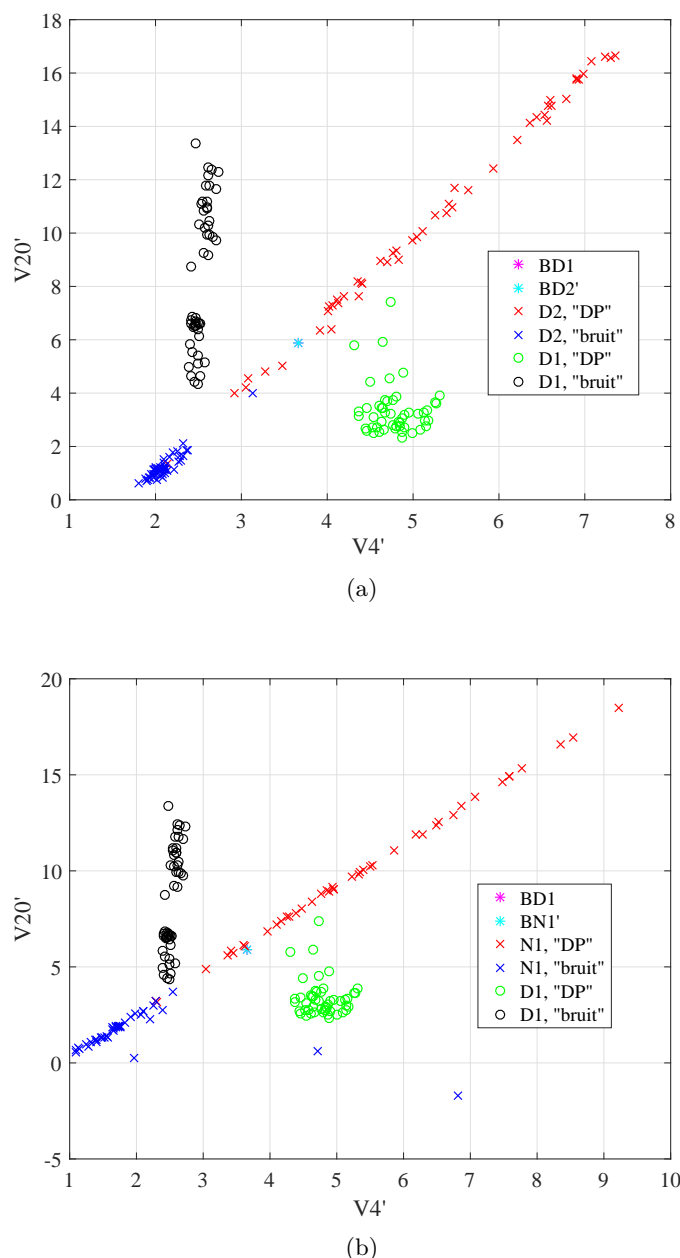 18
16
14
12
10
8
6
4
2
0
V20'
BD1
BD2'
D2, "DP"
D2, "bruit"
D1, "DP"
D1, "bruit"
1 2 3 4 5 6 7 8
V4'
(a)
20
15
10
5
0
-5
V20'
BD1
BN1'
N1, "DP"
N1, "bruit"
D1, "DP"
D1, "bruit"
1 2 3 4 5 6 7 8 9 10
V4'
(b)